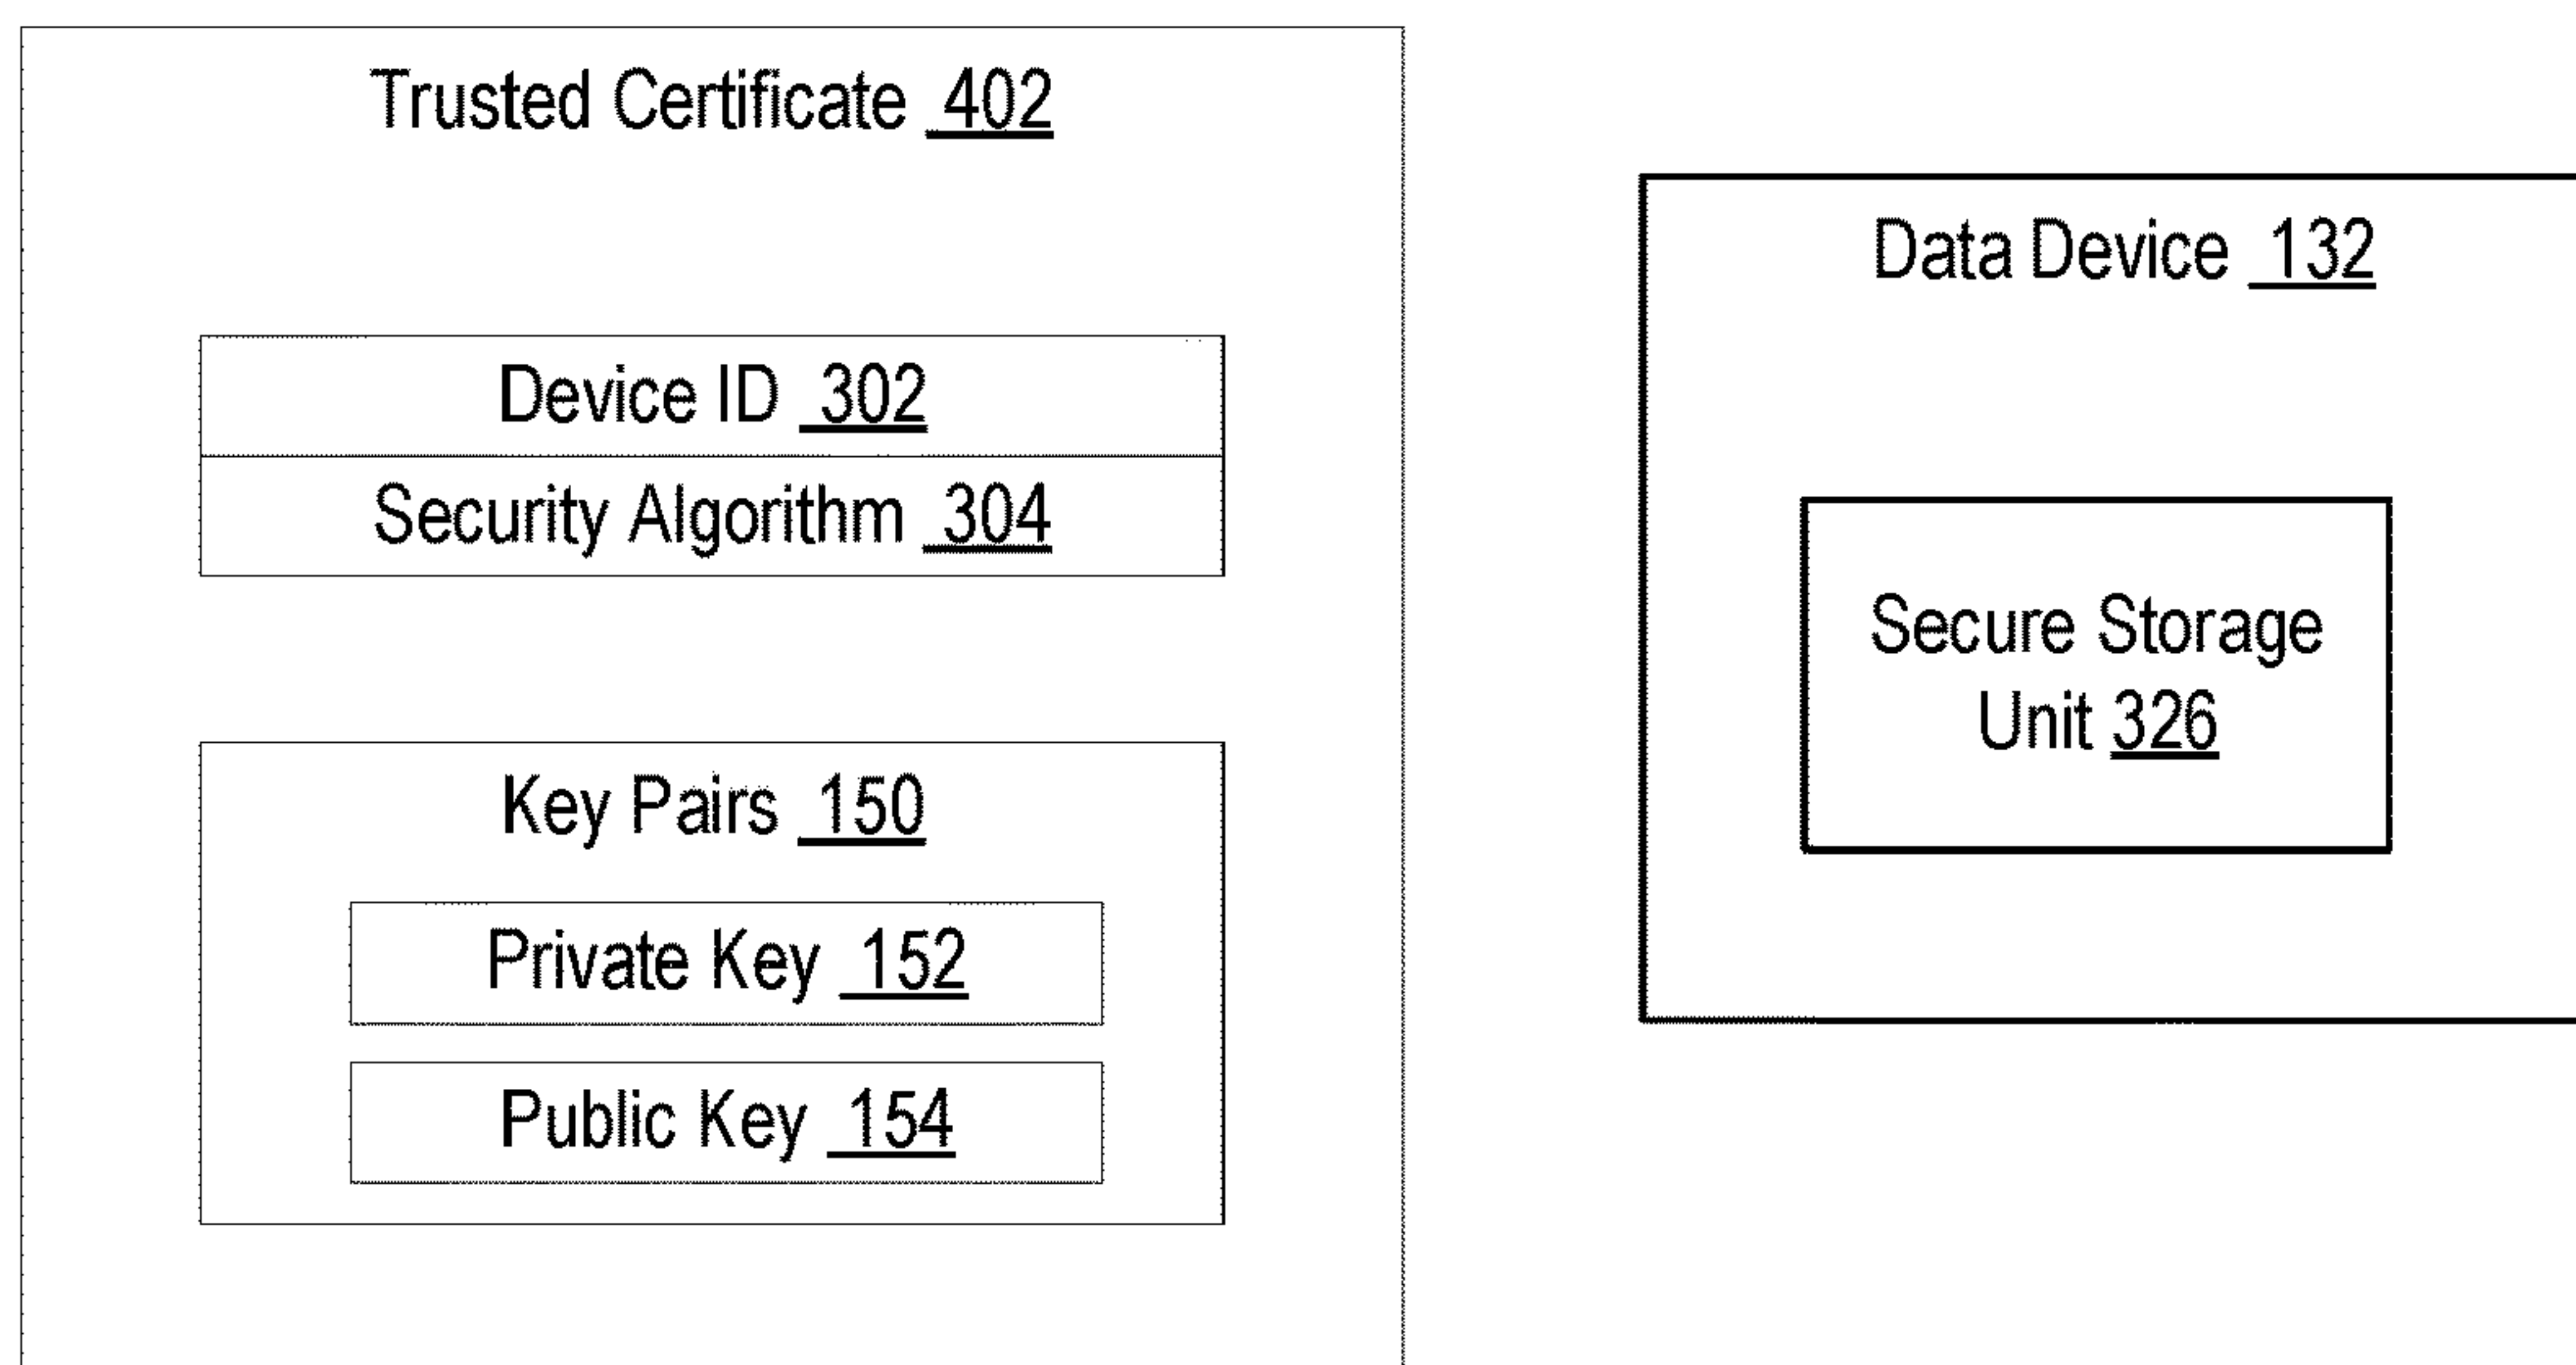 Trusted Certificate 402
Device ID 302
Security Algorithm 304
Key Pairs 150
Private Key 152
Public Key 154
Data Device 132
Secure Storage
Unit 326